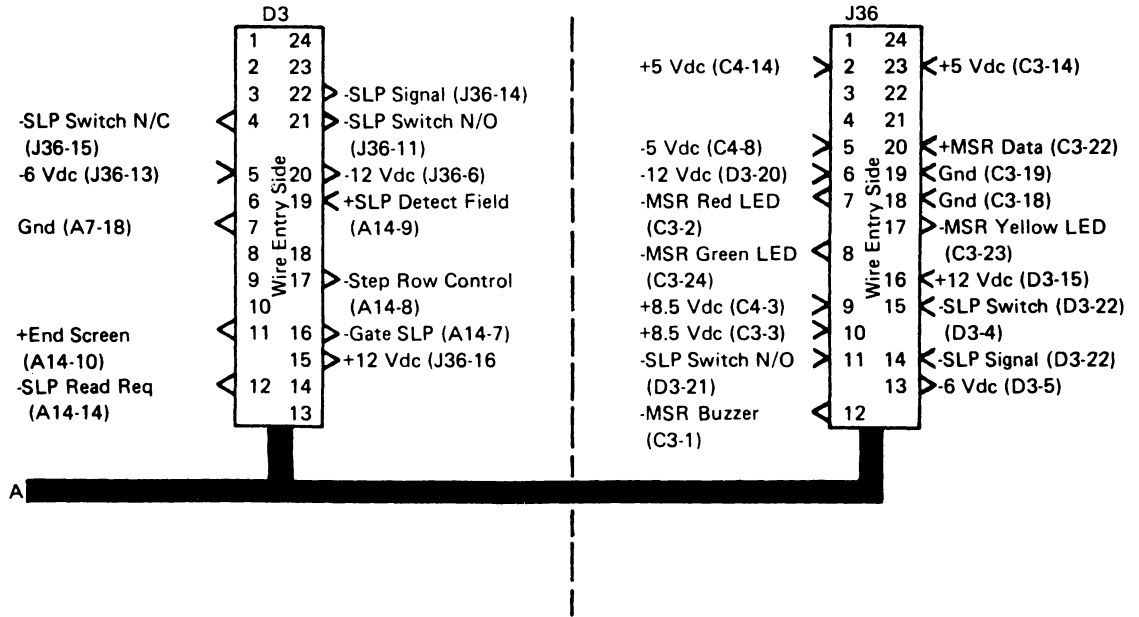 D3
1 24
2 23
3 22 -SLP Signal (J36-14)
-SLP Switch N/C 4 21 -SLP Switch N/O
(J36-15) (J36-11)
-6 Vdc (J36-13) 5 20 -12 Vdc (J36-6)
6 19 +SLP Detect Field
Gnd (A7-18) 7 (A14-9)
8 18
9 17 -Step Row Control
10 (A14-8)
+End Screen 11 16 -Gate SLP (A14-7)
(A14-10) 15 +12 Vdc (J36-16
-SLP Read Req 12 14
(A14-14) 13
Wire Entry Side
J36
1 24
+5 Vdc (C4-14) 2 23 +5 Vdc (C3-14)
3 22
4 21
-5 Vdc (C4-8) 5 20 +MSR Data (C3-22)
-12 Vdc (D3-20) 6 19 Gnd (C3-19)
-MSR Red LED 7 18 Gnd (C3-18)
(C3-2) 17 -MSR Yellow LED
-MSR Green LED 8 (C3-23)
(C3-24) 16 +12 Vdc (D3-15)
+8.5 Vdc (C4-3) 9 15 -SLP Switch (D3-22)
+8.5 Vdc (C3-3) 10 (D3-4)
-SLP Switch N/O 11 14 -SLP Signal (D3-22)
(D3-21) 13 -6 Vdc (D3-5)
-MSR Buzzer 12
(C3-1)
Wire Entry Side
A